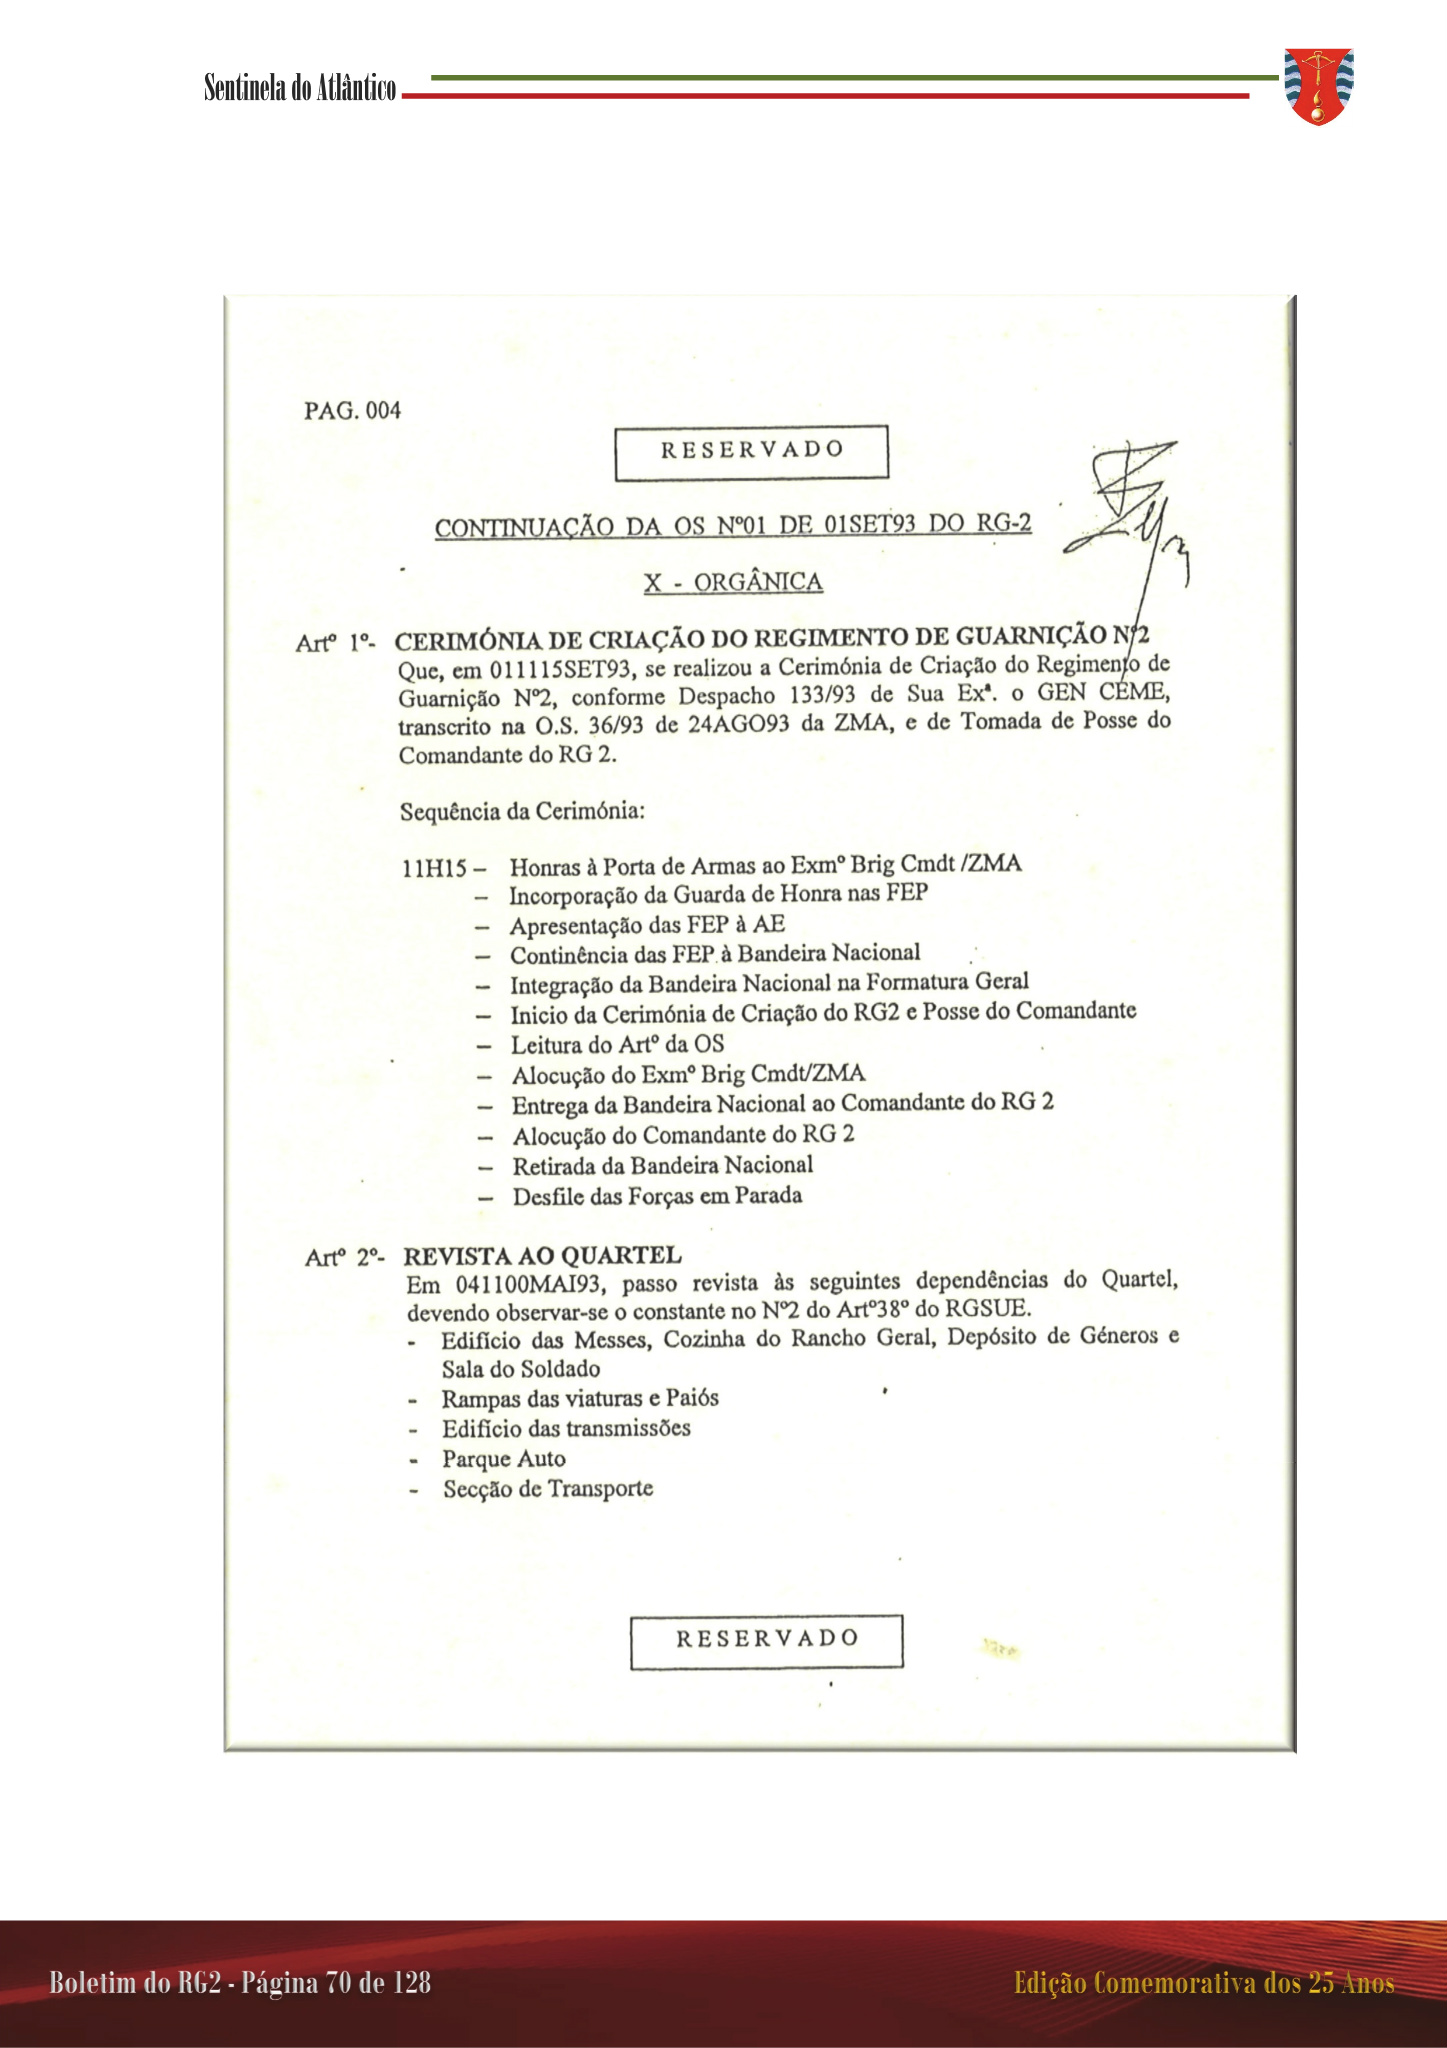 Sentinela do Atlântico
PAG. 004
RESERVADO
CONTINUAÇÃO DA OS Nº01 DE 01SET93 DO RG-2
X - ORGÂNICA
Artº 1º- CERIMÓNIA DE CRIAÇÃO DO REGIMENTO DE GUARNIÇÃO Nº2
Que, em 011115SET93, se realizou a Cerimónia de Criação do Regimento de
Guarnição Nº2, conforme Despacho 133/93 de Sua Exª. o GEN CEME,
transcrito na O.S. 36/93 de 24AGO93 da ZMA, e de Tomada de Posse do
Comandante do RG 2.
Sequência da Cerimónia:
11H15 – Honras à Porta de Armas ao Exmº Brig Cmdt /ZMA
– Incorporação da Guarda de Honra nas FEP
– Apresentação das FEP à AE
– Continência das FEP à Bandeira Nacional
– Integração da Bandeira Nacional na Formatura Geral
– Inicio da Cerimónia de Criação do RG2 e Posse do Comandante
– Leitura do Artº da OS
– Alocução do Exmº Brig Cmdt/ZMA
– Entrega da Bandeira Nacional ao Comandante do RG 2
– Alocução do Comandante do RG 2
– Retirada da Bandeira Nacional
– Desfile das Forças em Parada
Artº 2º- REVISTA AO QUARTEL
Em 041100MAI93, passo revista às seguintes dependências do Quartel,
devendo observar-se o constante no Nº2 do Artº38º do RGSUE.
- Edifício das Messes, Cozinha do Rancho Geral, Depósito de Géneros e
Sala do Soldado
- Rampas das viaturas e Paiós
- Edifício das transmissões
- Parque Auto
- Secção de Transporte
RESERVADO
Boletim do RG2 - Página 70 de 128
Edição Comemorativa dos 25 Anos